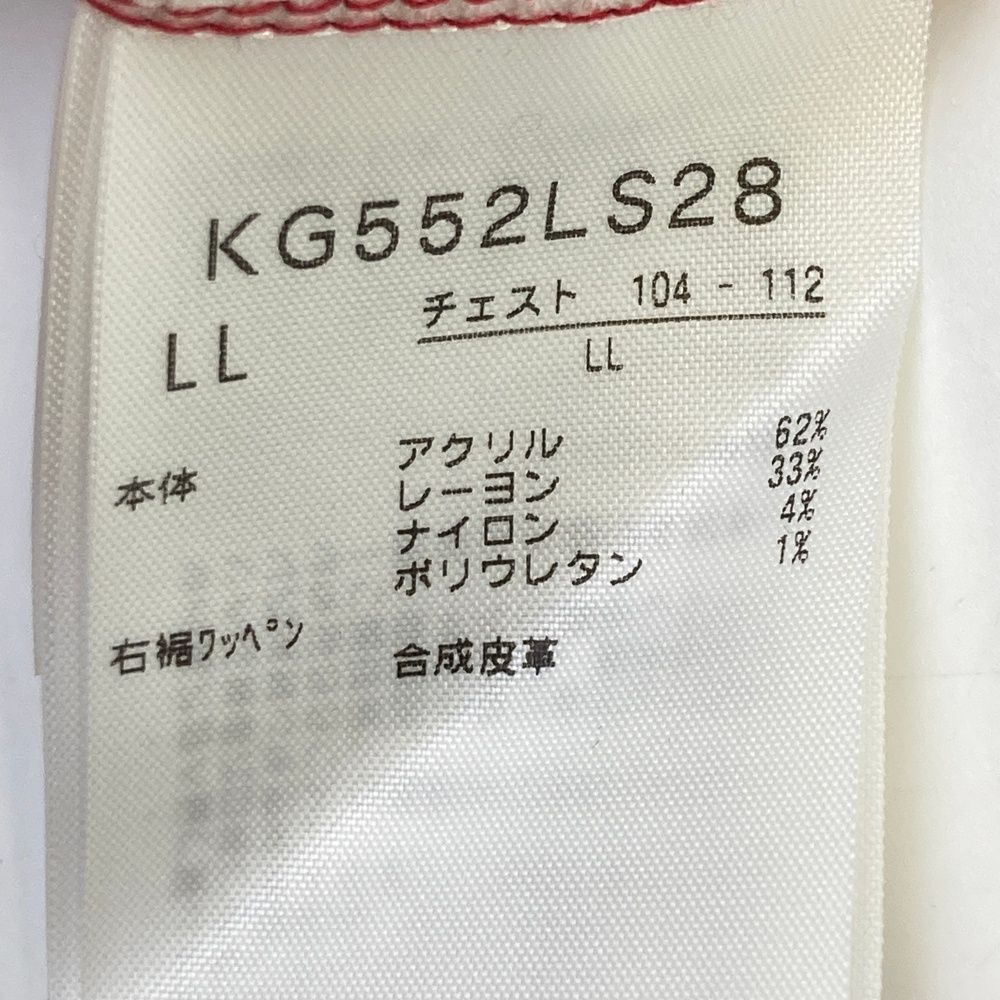 KG552LS28
チェスト 104 - 112
LL
LL
本体 アクリル 62%
レーヨン 33%
ナイロン 4%
ポリウレタン 1%
右裾ﾜｯﾍﾟﾝ 合成皮革